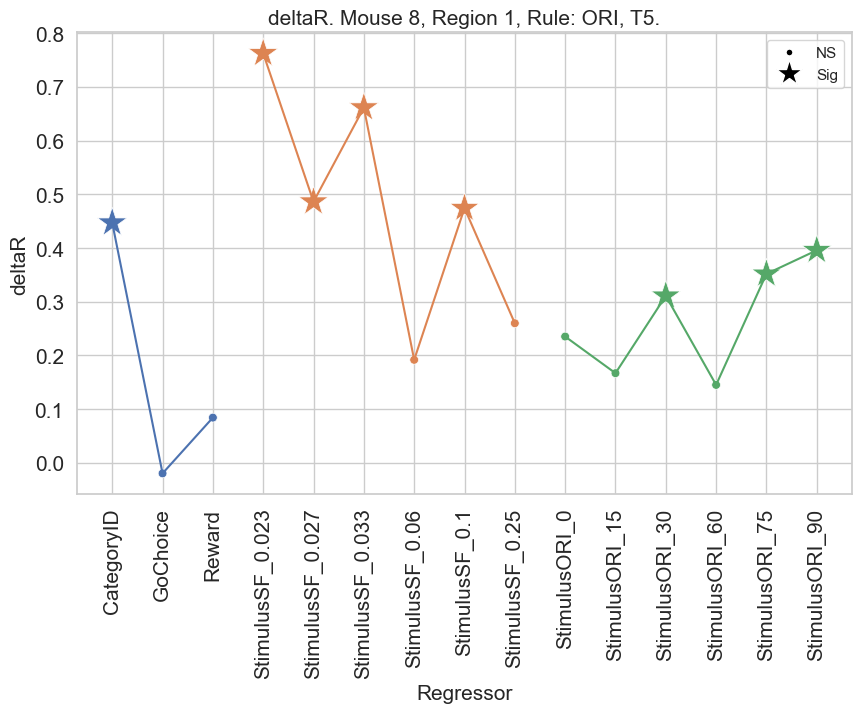 deltaR. Mouse 8, Region 1, Rule: ORI, T5.
NS
Sig
deltaR
0.8
0.7
0.6
0.5
0.4
0.3
0.2
0.1
0.0
CategoryID
GoChoice
Reward
StimulusSF_0.023
StimulusSF_0.027
StimulusSF_0.033
StimulusSF_0.06
StimulusSF_0.1
StimulusSF_0.25
StimulusORI_0
StimulusORI_15
StimulusORI_30
StimulusORI_60
StimulusORI_75
StimulusORI_90
Regressor